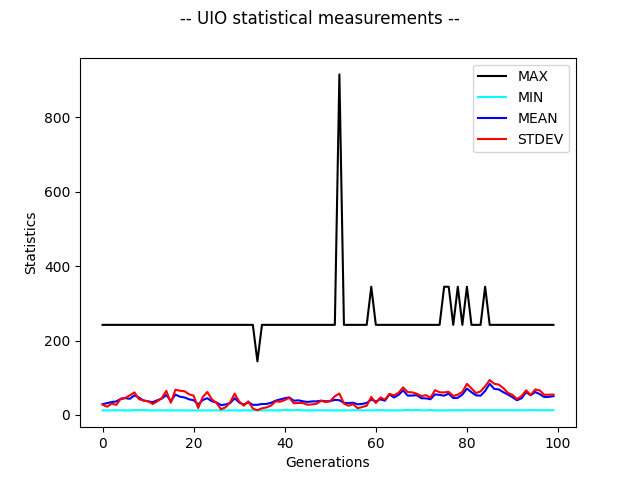 -- UIO statistical measurements --
MAX
MIN
MEAN
STDEV
Statistics
800
600
400
200
0
0 20 40 60 80 100
Generations